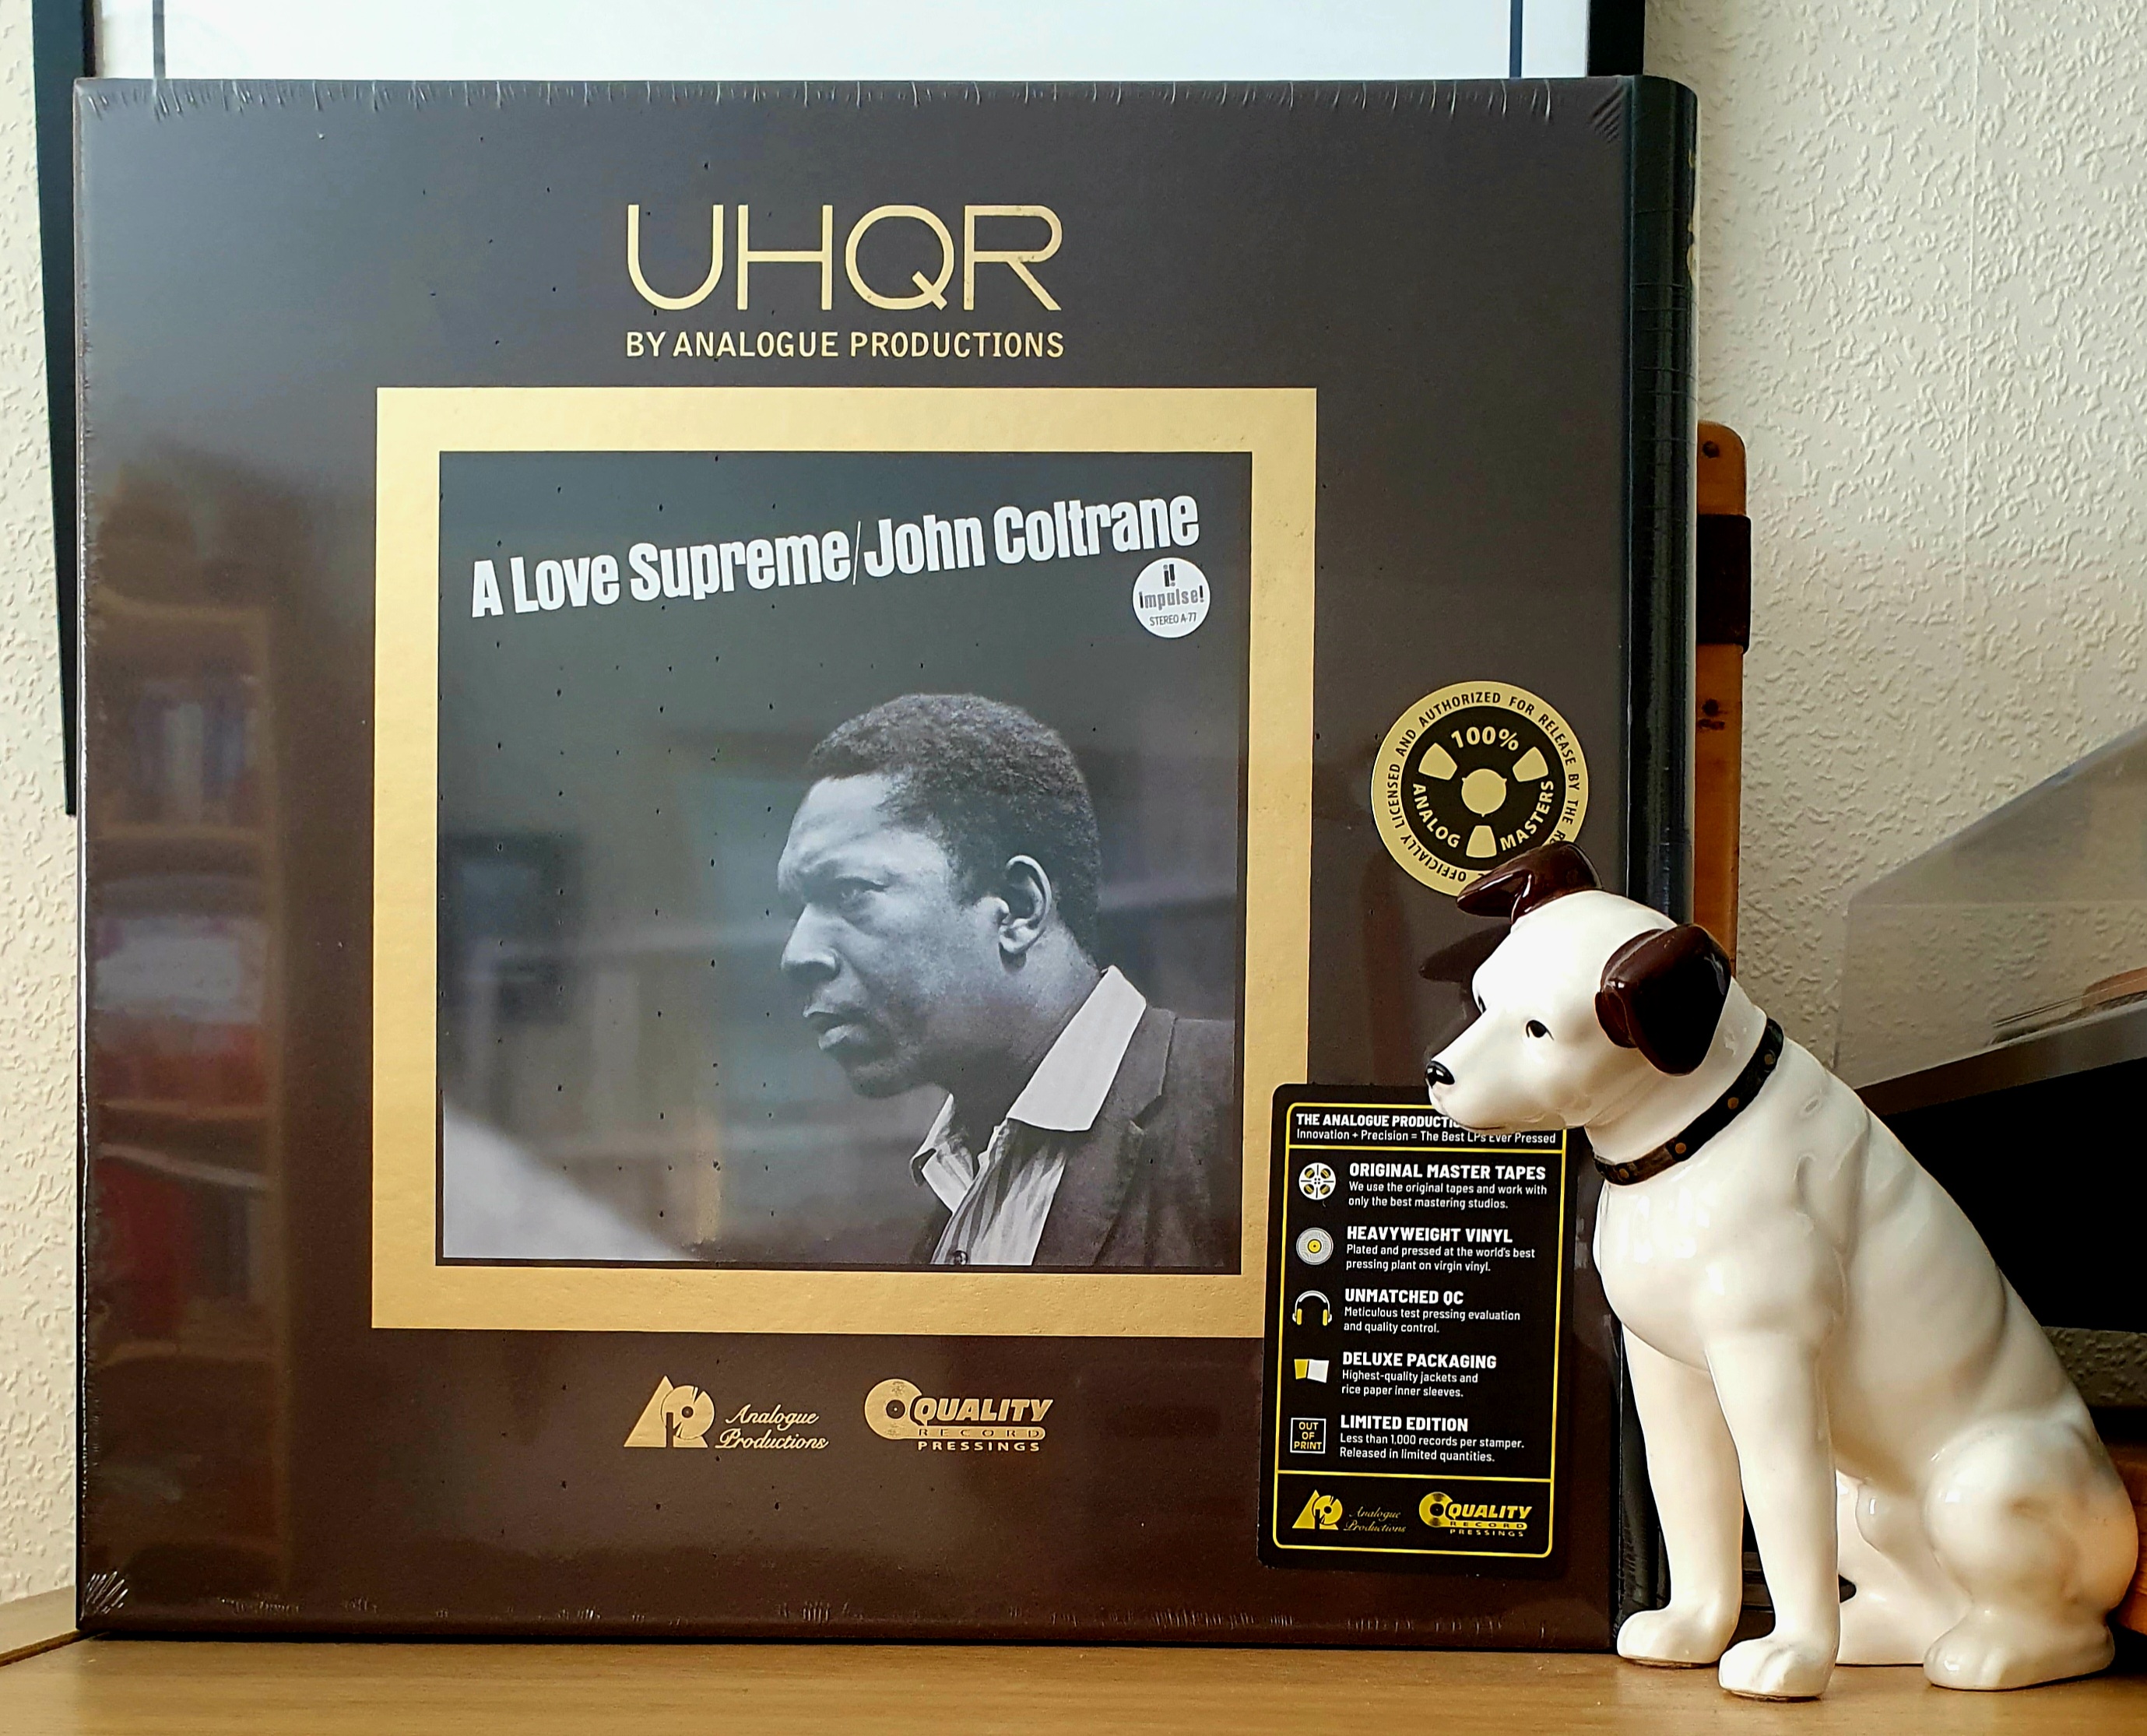 UHQR
BY ANALOGUE PRODUCTIONS
A Love Supreme/John Coltrane
impulse!
STEREO A-77
OFFICIALLY LICENSED AND AUTHORIZED FOR RELEASE BY THE
100%
ANALOG MASTERS
THE ANALOGUE
Innovation + Precision = The Best LPs Ever Pressed
ORIGINAL MASTER TAPES
We use the original tapes and work with
only the best mastering studios.
HEAVYWEIGHT VINYL
Plated and pressed at the world's best
pressing plant on virgin vinyl.
UNMATCHED QC
Meticulous test pressing evaluation
and quality control.
DELUXE PACKAGING
Highest-quality jackets and
rice paper inner sleeves.
OUT
OF
PRINT
LIMITED EDITION
Less than 1,000 records per stamper.
Released in limited quantities.
Analogue
Productions
QUALITY
RECORD
PRESSINGS
Analogue
Productions
QUALITY
RECORD
PRESSINGS